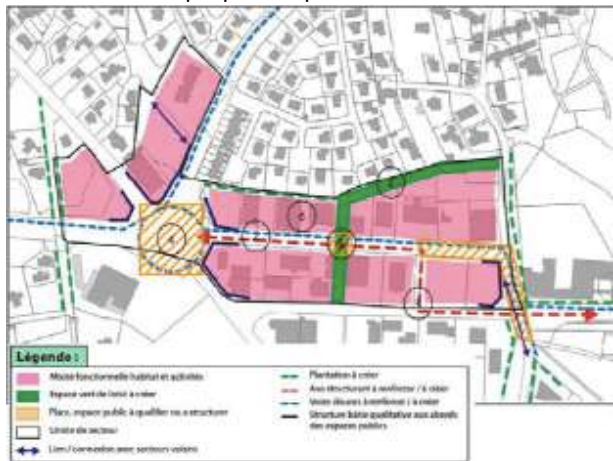 Légende :
Mixité fonctionnelle habitat et activités
Espace vert de loisir à créer
Place, espace public à qualifier ou a structurer
Limite de secteur
Lien / connexion avec secteurs voisins
Plantation à créer
Axe structurant à renforcer / à créer
Voies douces à renforcer / à créer
Structure bâtie qualitative aux abords
des espaces publics